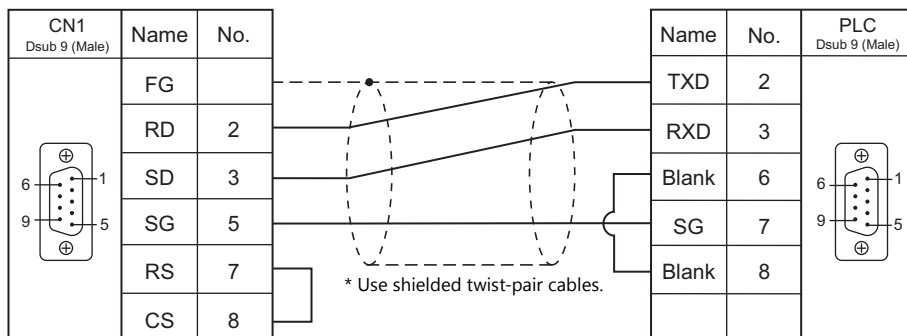 CN1
Dsub 9 (Male)
Name No.
FG
RD 2
SD 3
SG 5
RS 7
CS 8
6 1
9 5
* Use shielded twist-pair cables.
Name No.
TXD 2
RXD 3
Blank 6
SG 7
Blank 8
PLC
Dsub 9 (Male)
6 1
9 5